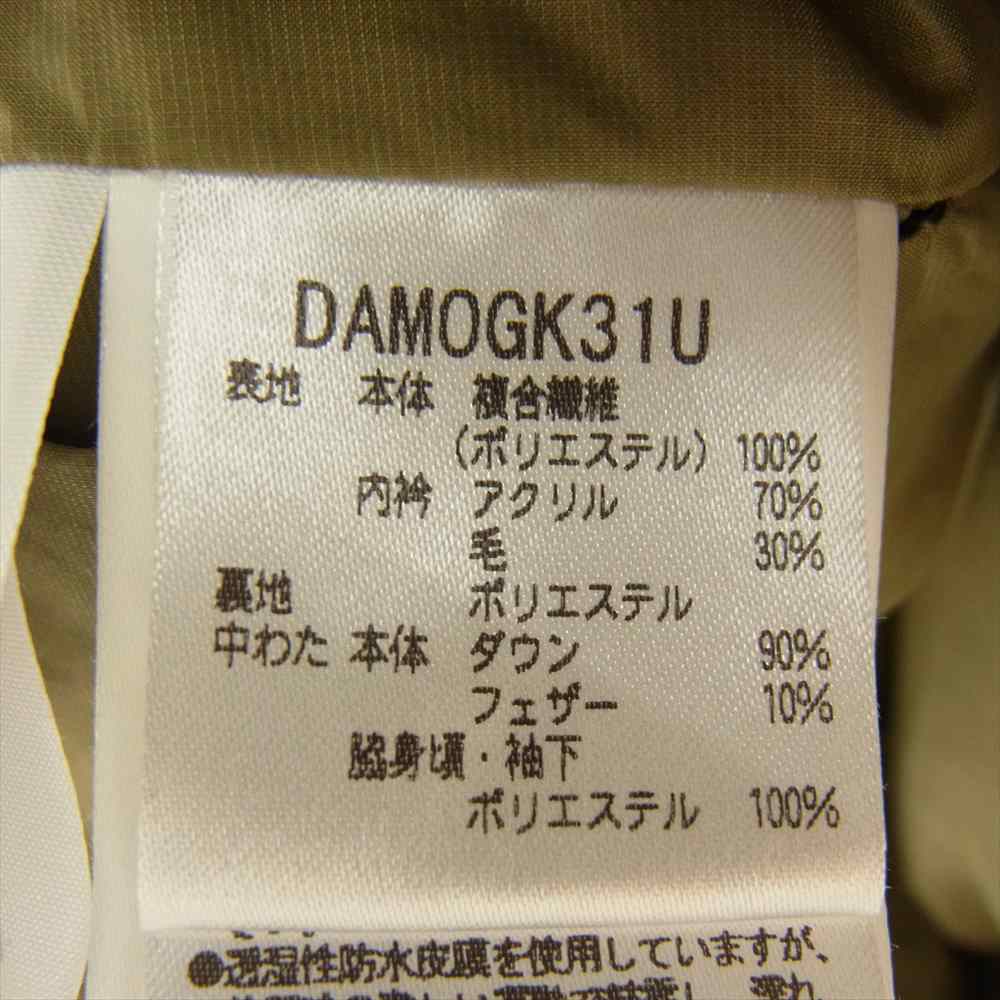 DAMOGK31U
表地 本体 複合繊維
(ポリエステル) 100%
内衿 アクリル 70%
毛 30%
裏地 ポリエステル
中わた 本体 ダウン 90%
フェザー 10%
脇身頃・袖下
ポリエステル 100%
●透湿性防水皮膜を使用していますが、